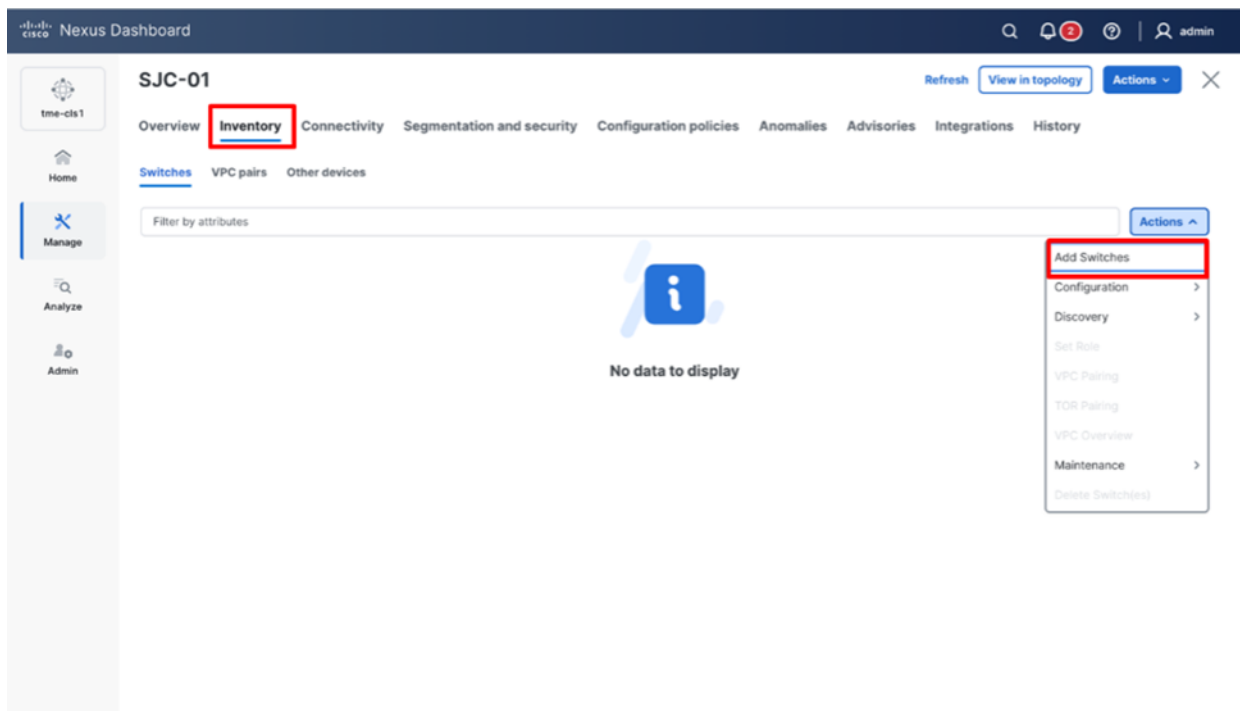 cisco Nexus Dashboard
2
admin
tme-cls1
Home
Manage
Analyze
Admin
SJC-01
Refresh View in topology Actions
Overview Inventory Connectivity Segmentation and security Configuration policies Anomalies Advisories Integrations History
Switches VPC pairs Other devices
Filter by attributes Actions
No data to display
Add Switches
Configuration
Discovery
Set Role
VPC Pairing
TOR Pairing
VPC Overview
Maintenance
Delete Switch(es)